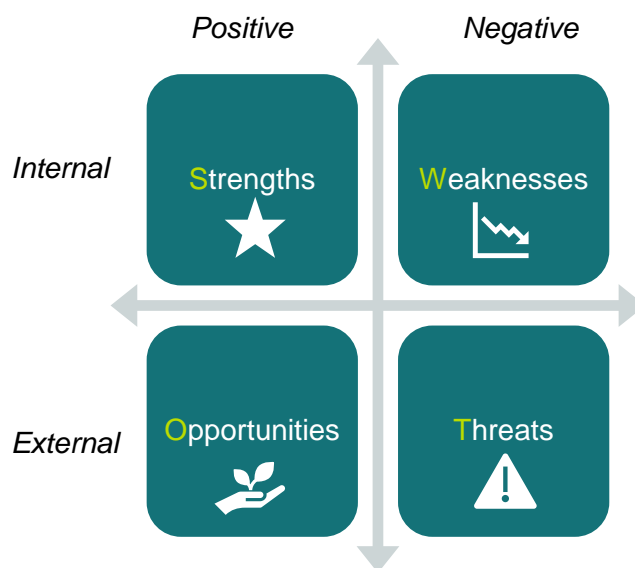 Positive
Negative
Internal
Strengths
Weaknesses
External
Opportunities
Threats